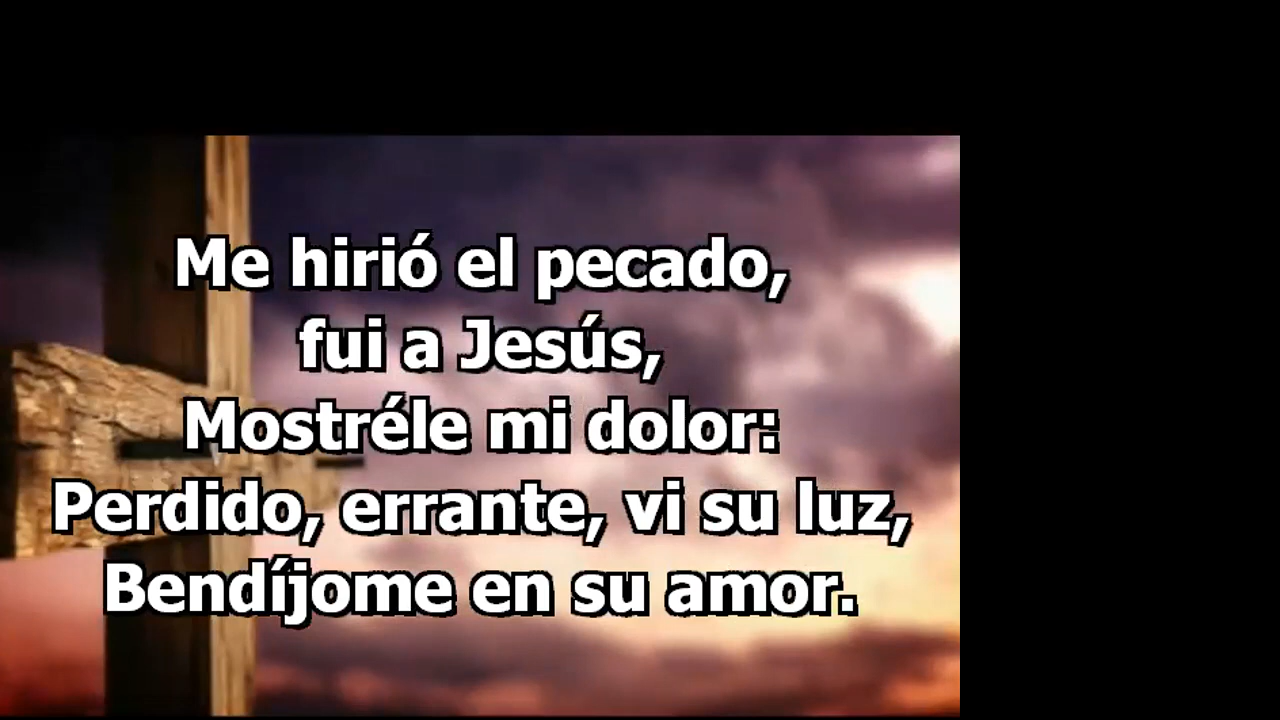 Me hirió el pecado,
fui a Jesús,
Mostréle mi dolor:
Perdido, errante, vi su luz,
Bendíjome en su amor.